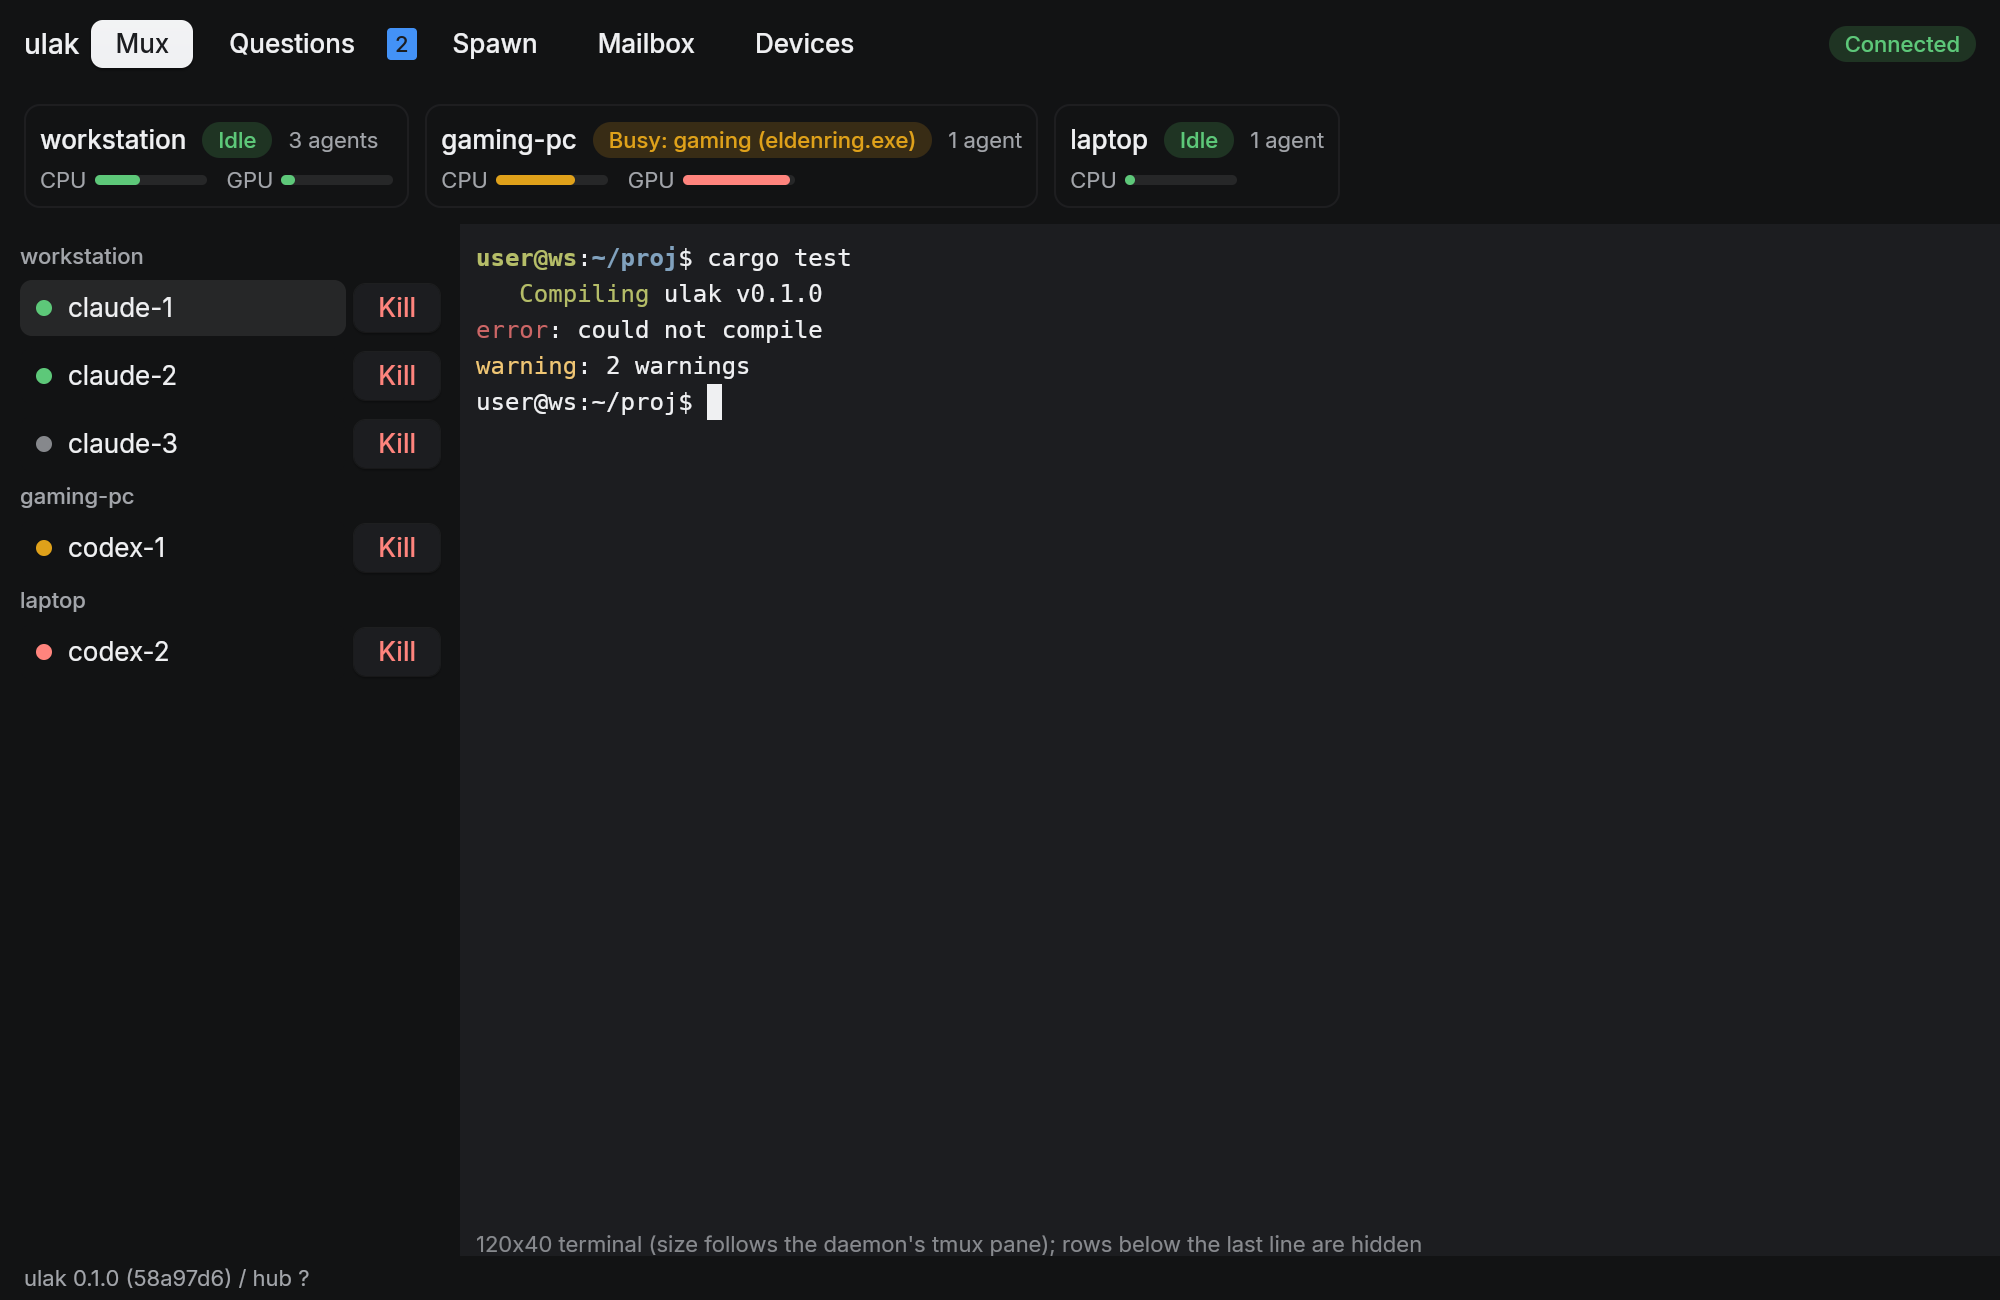 ulak Mux Questions 2 Spawn Mailbox Devices Connected
workstation Idle 3 agents
CPU GPU
gaming-pc Busy: gaming (eldenring.exe) 1 agent
CPU GPU
laptop Idle 1 agent
CPU
workstation
claude-1 Kill
claude-2 Kill
claude-3 Kill
gaming-pc
codex-1 Kill
laptop
codex-2 Kill
user@ws:~/proj$ cargo test
   Compiling ulak v0.1.0
error: could not compile
warning: 2 warnings
user@ws:~/proj$
120x40 terminal (size follows the daemon's tmux pane); rows below the last line are hidden
ulak 0.1.0 (58a97d6) / hub ?